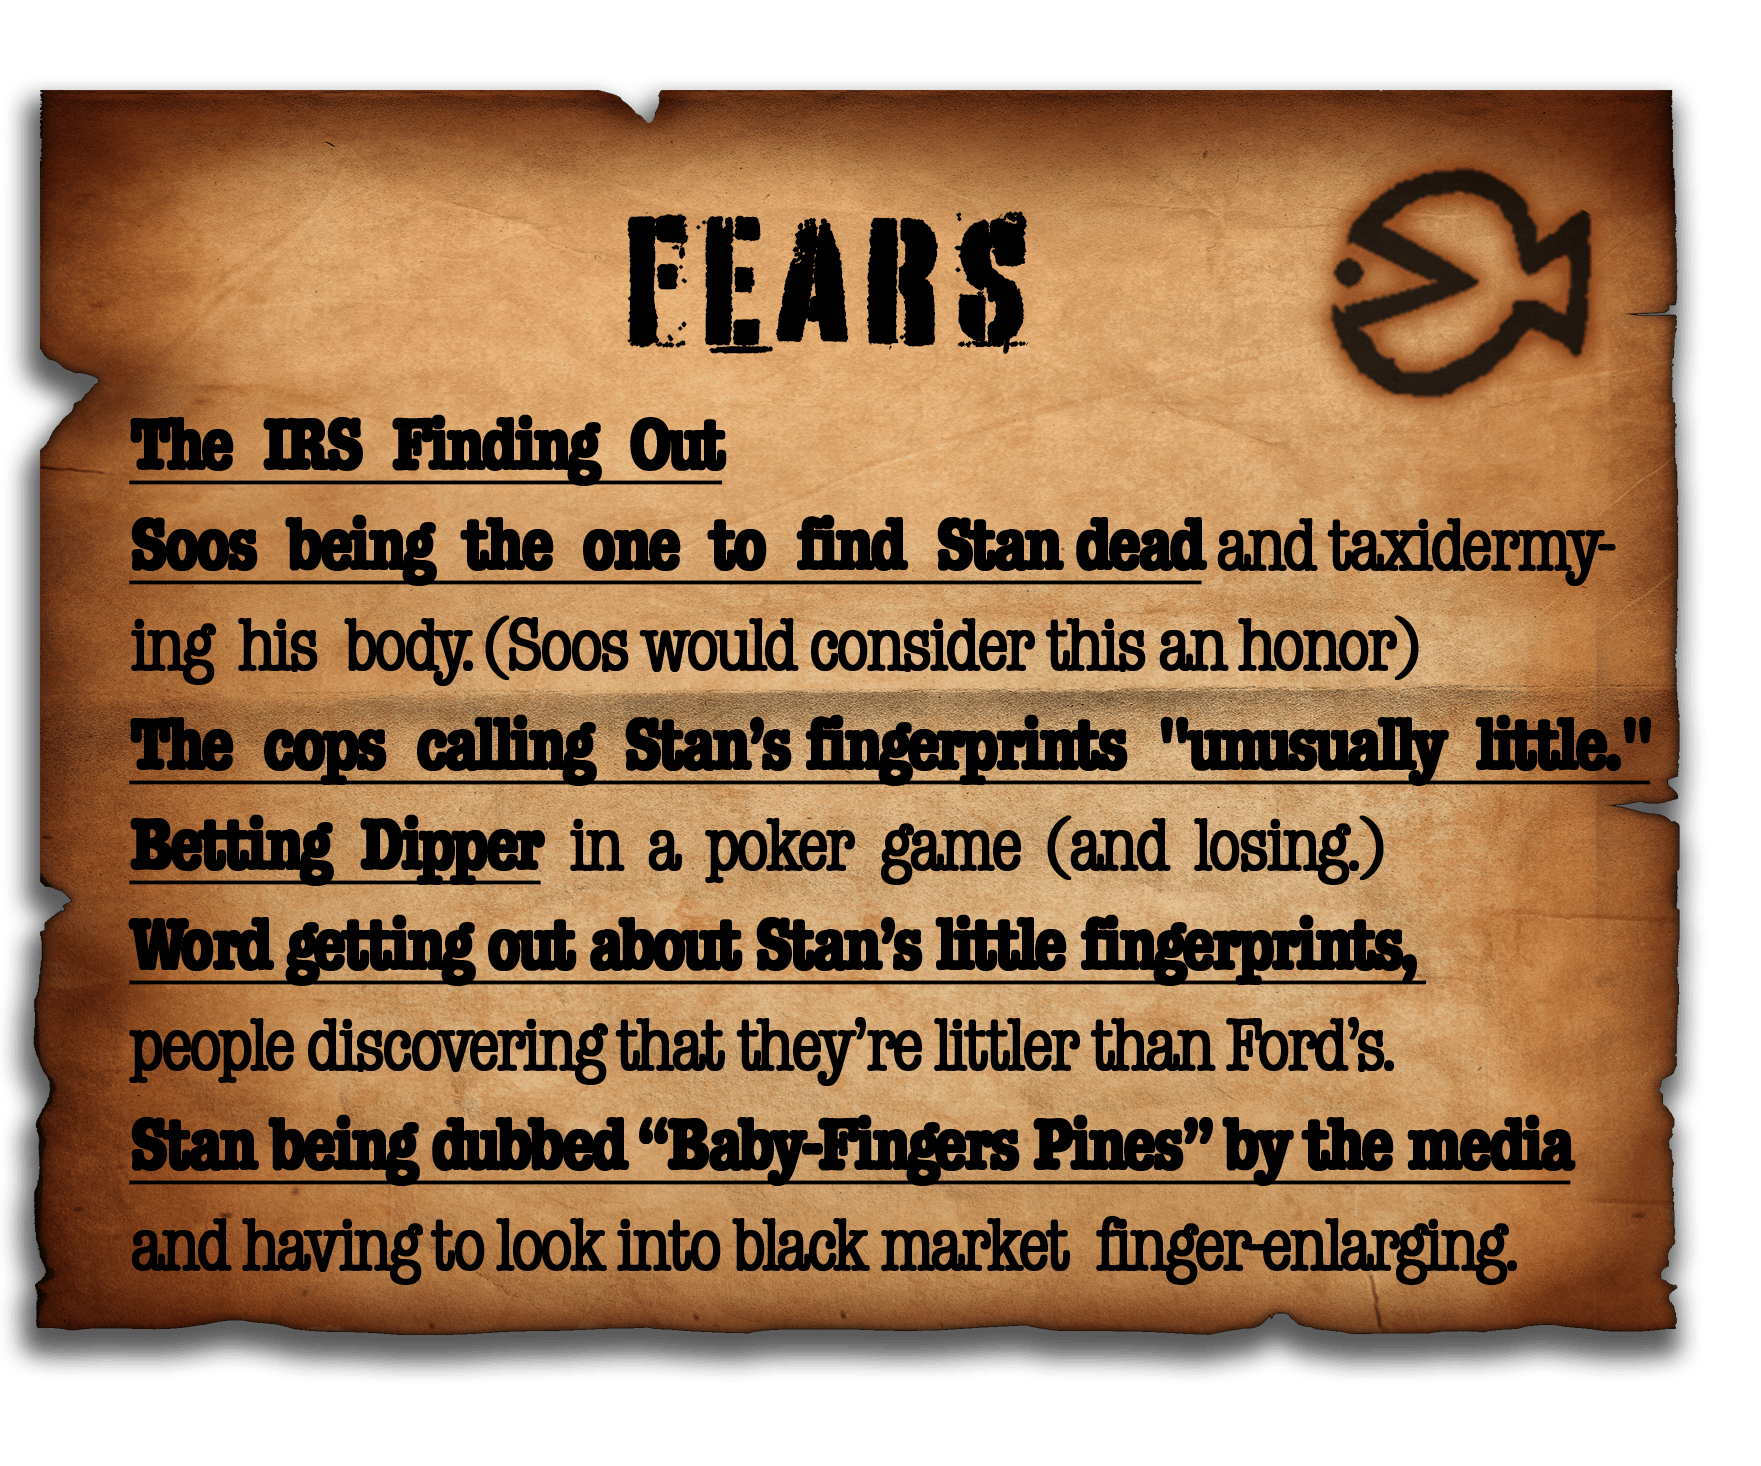 FEARS
The IRS Finding Out
Soos being the one to find Stan dead and taxidermy-
ing his body. (Soos would consider this an honor)
The cops calling Stan’s fingerprints "unusually little."
Betting Dipper in a poker game (and losing.)
Word getting out about Stan’s little fingerprints,
people discovering that they’re littler than Ford’s.
Stan being dubbed “Baby-Fingers Pines” by the media
and having to look into black market finger-enlarging.